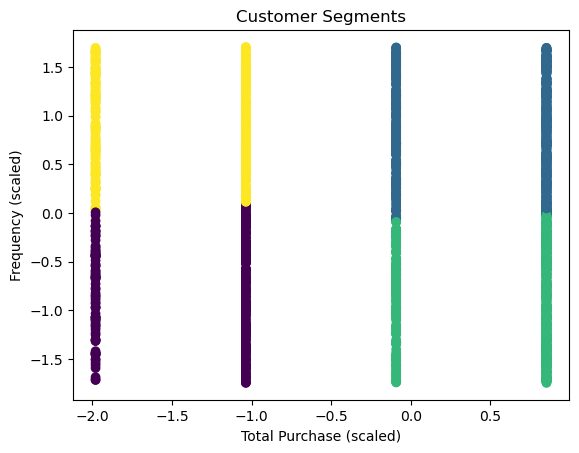 Customer Segments
Frequency (scaled)
1.5
1.0
0.5
0.0
−0.5
−1.0
−1.5
−2.0 −1.5 −1.0 −0.5 0.0 0.5
Total Purchase (scaled)